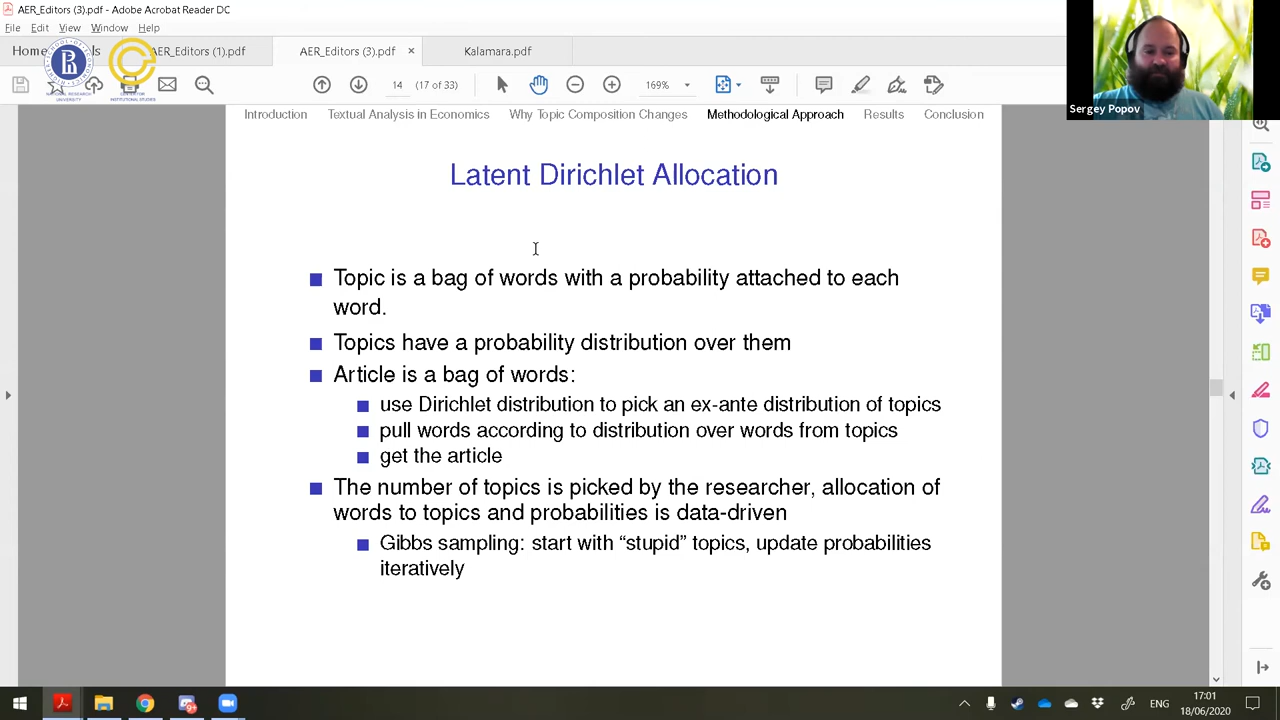 AER_Editors (3).pdf - Adobe Acrobat Reader DC
File Edit View Window Help
Home
AER_Editors (1).pdf AER_Editors (3).pdf × Kalamara.pdf
14 (17 of 33) 169%
Sergey Popov
Introduction Textual Analysis in Economics Why Topic Composition Changes Methodological Approach Results Conclusion
Latent Dirichlet Allocation
Topic is a bag of words with a probability attached to each
word.
Topics have a probability distribution over them
Article is a bag of words:
use Dirichlet distribution to pick an ex-ante distribution of topics
pull words according to distribution over words from topics
get the article
The number of topics is picked by the researcher, allocation of
words to topics and probabilities is data-driven
Gibbs sampling: start with “stupid” topics, update probabilities
iteratively
ENG
17:01
18/06/2020